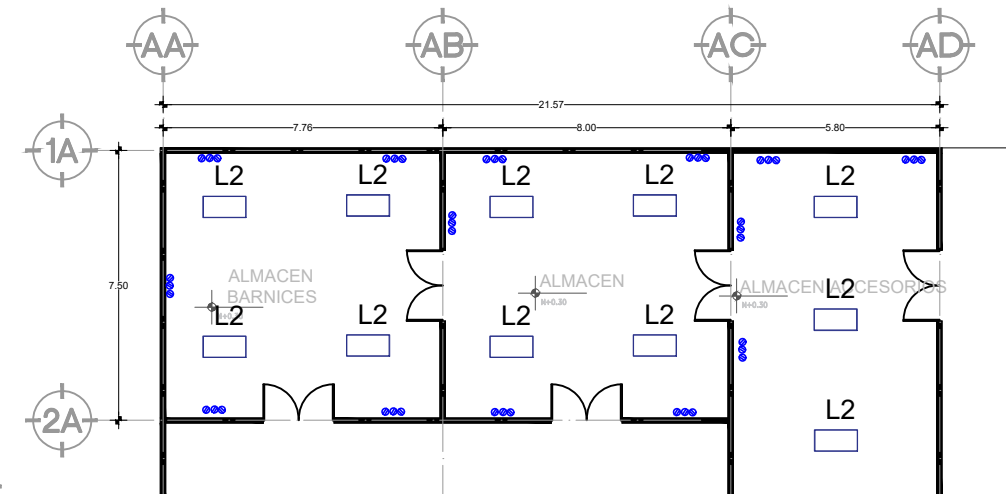 AA AB AC AD
21.57
7.76 8.00 5.80
1A
L2 L2 L2 L2 L2
7.50
ALMACEN
BARNICES
ALMACEN
N+0.30
ALMACEN ACCESORIOS
N+0.30
L2 L2 L2 L2 L2
2A
L2